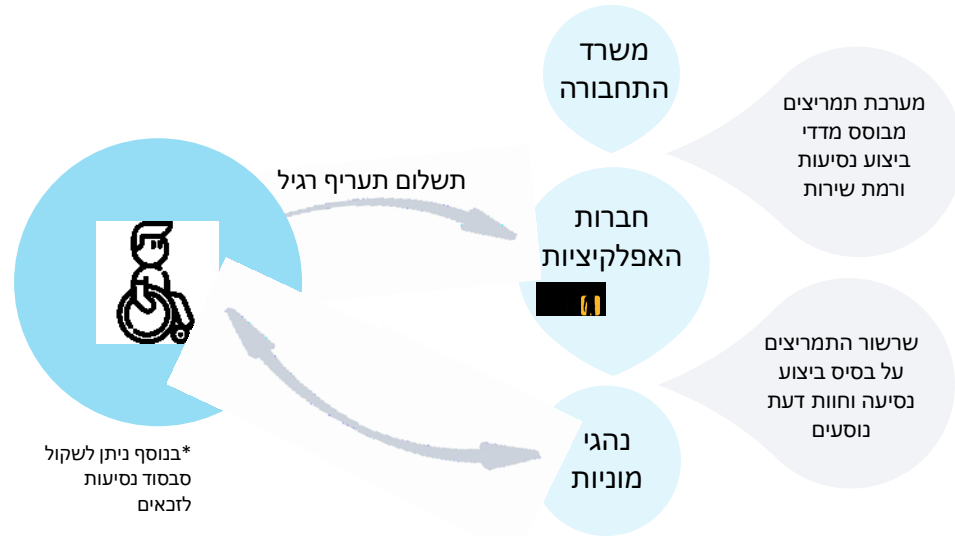 משרד
התחבורה
מערכת תמריצים
מבוסס מדדי
ביצוע נסיעות
ורמת שירות
תשלום תעריף רגיל
חברות
האפלקיציות
שרשור התמריצים
על בסיס ביצוע
נסיעה וחוות דעת
נוסעים
נהגי
מוניות
*בנוסף ניתן לשקול
סבסוד נסיעות
לזכאים